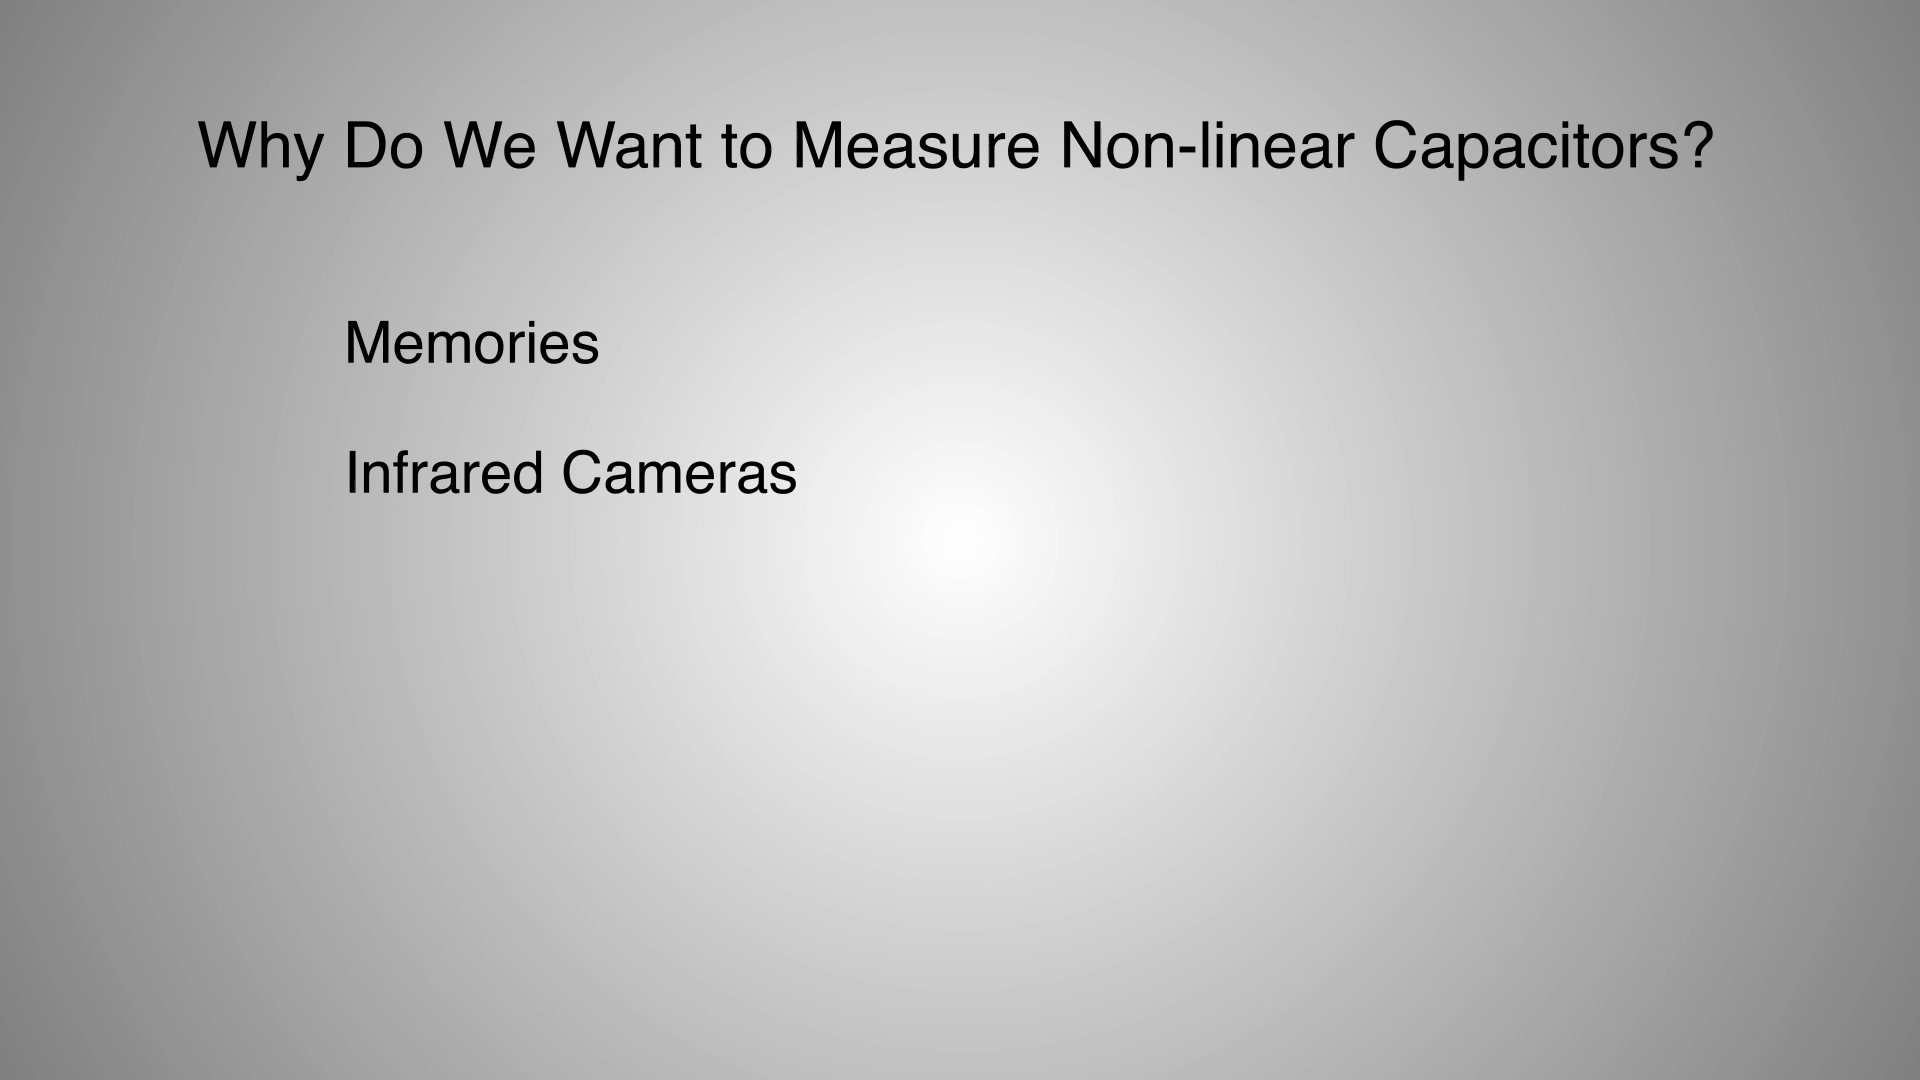 Why Do We Want to Measure Non-linear Capacitors?
Memories
Infrared Cameras